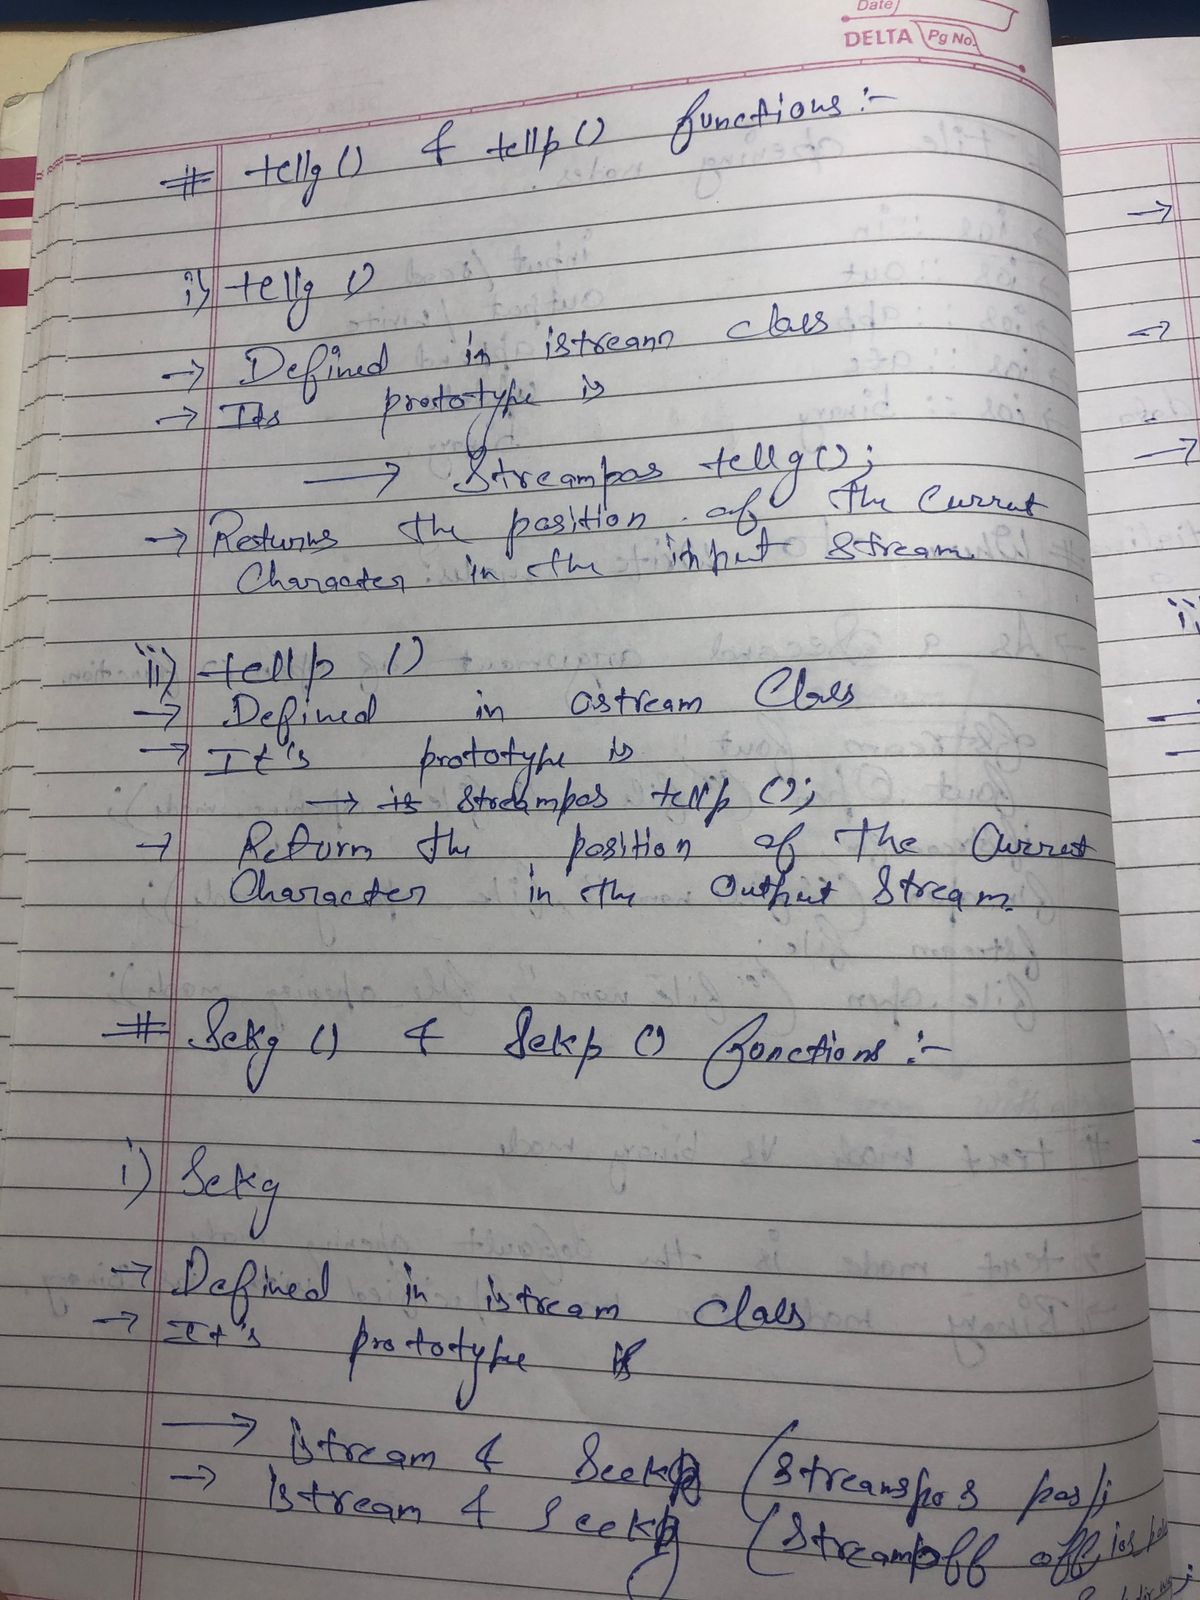 Date
DELTA Pg No.
# tellg() & tellp() functions :-
i) tellg ()
→ Defined in istream class
→ Its prototype is
→ Streampos tellg();
→ Returns the position of the Current
Character in the input Stream.
ii) tellp ()
→ Defined in ostream Class
→ It's prototype is
→ is streampos tellp ();
→ Return the position of the Current
Character in the Output Stream.
# Sekg () & Sekp () functions :-
i) Sekg
→ Defined in istream Class
→ It's prototype is
→ istream & Seekg (streampos pos);
→ istream & Seekg (streamoff off, ios